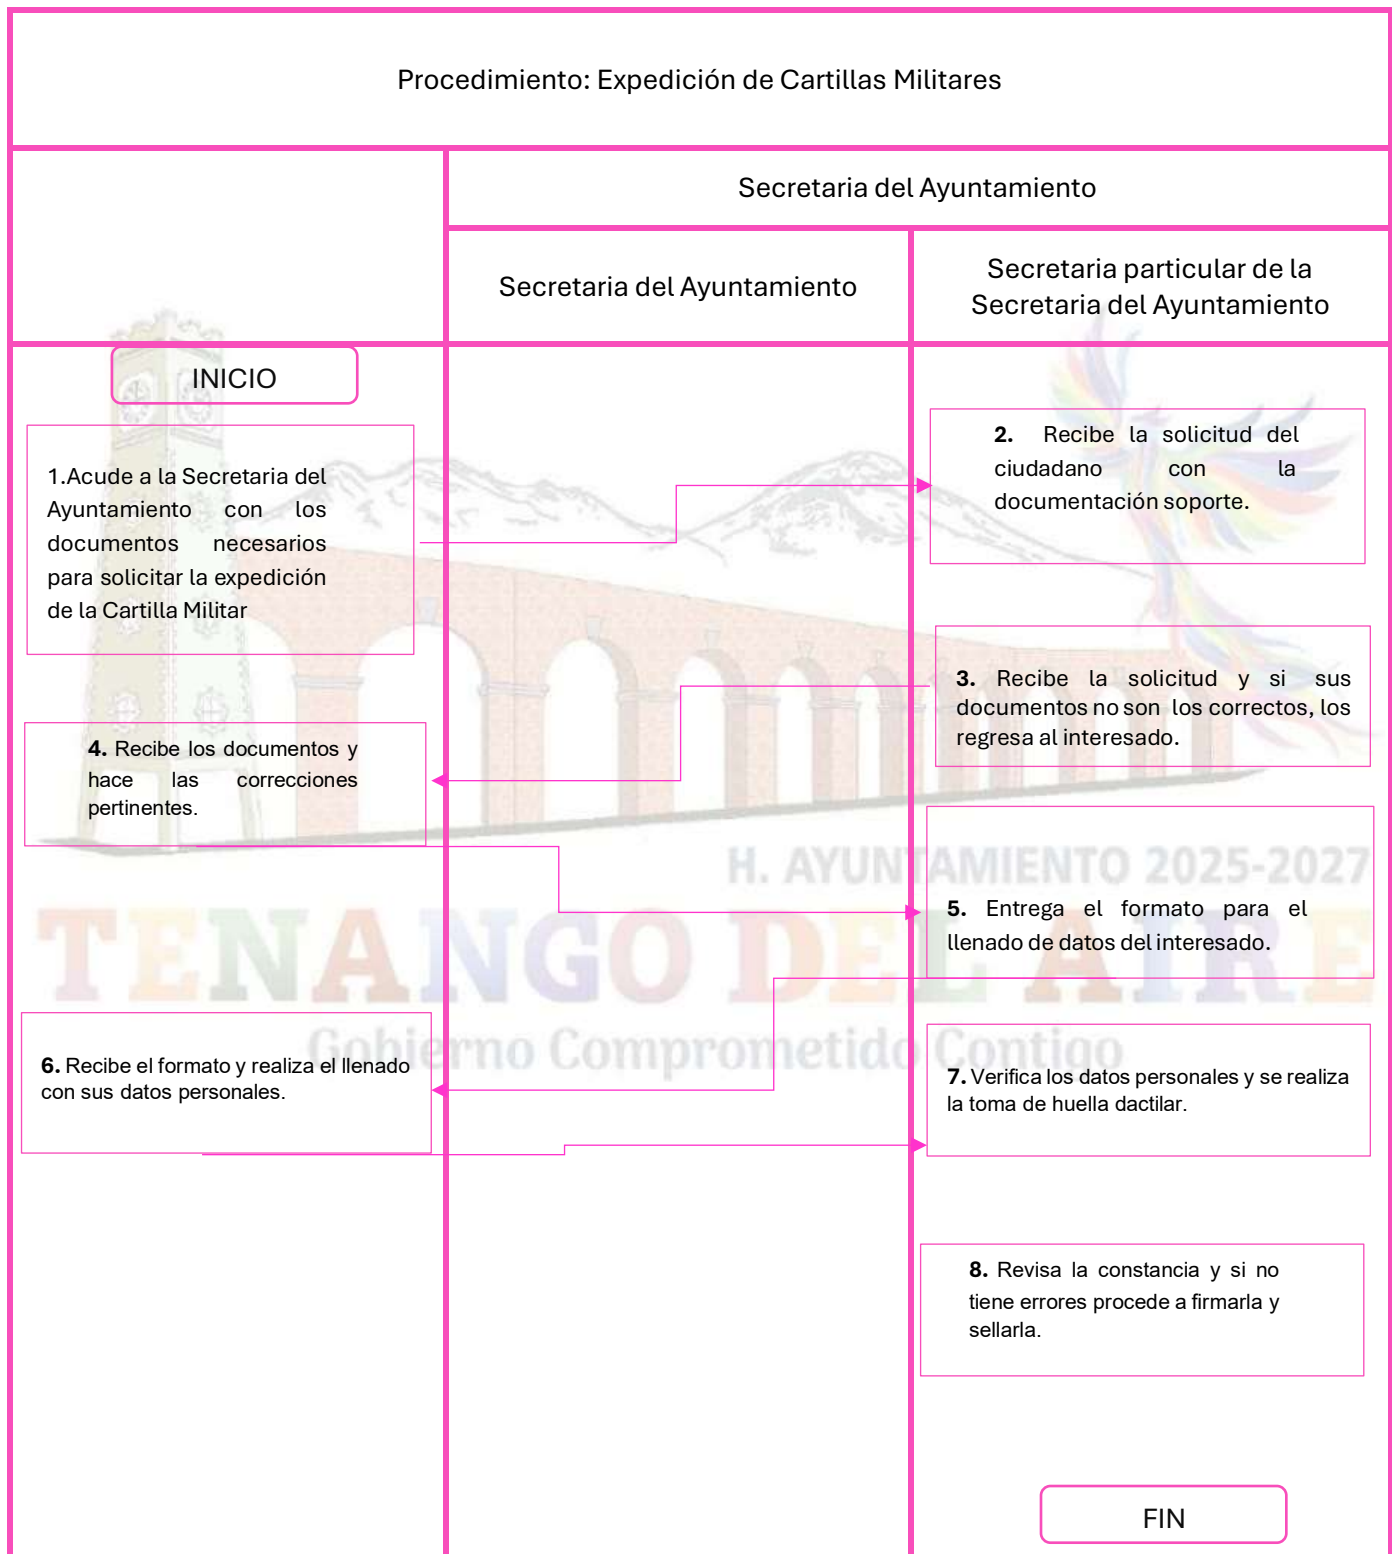 Procedimiento: Expedición de Cartillas Militares
Secretaria del Ayuntamiento
Secretaria del Ayuntamiento
Secretaria particular de la
Secretaria del Ayuntamiento
INICIO
1.Acude a la Secretaria del
Ayuntamiento con los
documentos necesarios
para solicitar la expedición
de la Cartilla Militar
2. Recibe la solicitud del
ciudadano con la
documentación soporte.
3. Recibe la solicitud y si sus
documentos no son los correctos, los
regresa al interesado.
4. Recibe los documentos y
hace las correcciones
pertinentes.
H. AYUNTAMIENTO 2025-2027
TENANGO DEL AIRE
Gobierno Comprometido Contigo
5. Entrega el formato para el
llenado de datos del interesado.
6. Recibe el formato y realiza el llenado
con sus datos personales.
7. Verifica los datos personales y se realiza
la toma de huella dactilar.
8. Revisa la constancia y si no
tiene errores procede a firmarla y
sellarla.
FIN